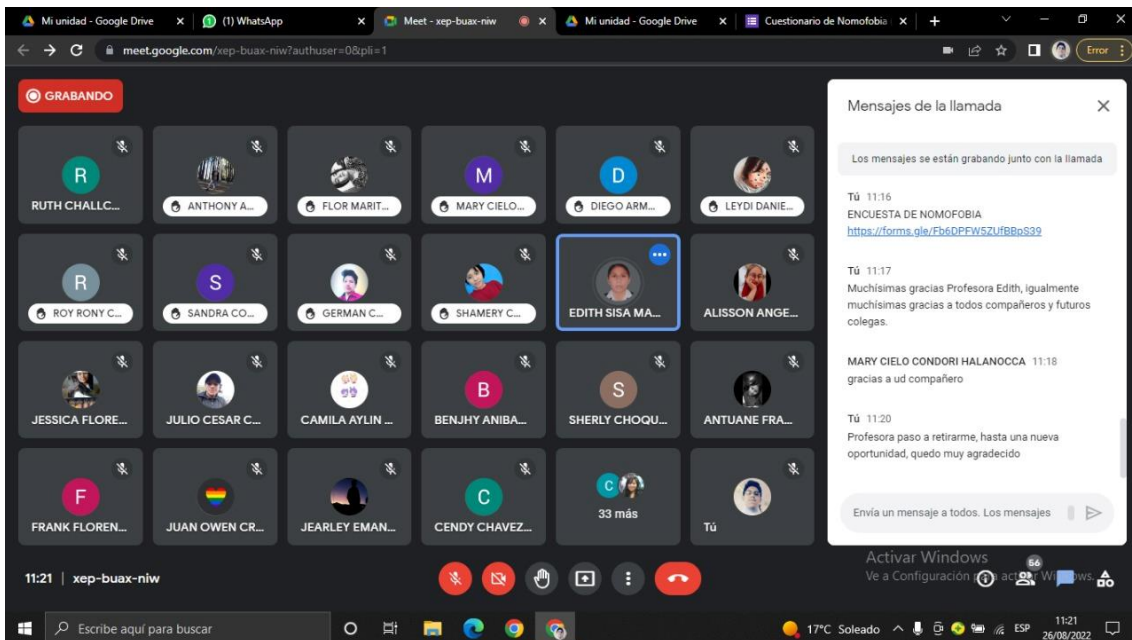 Mi unidad - Google Drive
(1) WhatsApp
Meet - xep-buax-niw
Mi unidad - Google Drive
Cuestionario de Nomofobia
meet.google.com/xep-buax-niw?authuser=0&pli=1
Error
GRABANDO
Mensajes de la llamada
Los mensajes se están grabando junto con la llamada
R
M
D
RUTH CHALLC...
ANTHONY A...
FLOR MARIT...
MARY CIELO...
DIEGO ARM...
LEYDI DANIE...
Tú 11:16
ENCUESTA DE NOMOFOBIA
https://forms.gle/Fb6DPFW5ZUfBBpS39
R
S
ROY RONY C...
SANDRA CO...
GERMAN C...
SHAMERY C...
EDITH SISA MA...
ALISSON ANGE...
Tú 11:17
Muchísimas gracias Profesora Edith, igualmente
muchísimas gracias a todos compañeros y futuros
colegas.
MARY CIELO CONDORI HALANOCCA 11:18
gracias a ud compañero
B
S
JESSICA FLORE...
JULIO CESAR C...
CAMILA AYLIN ...
BENJHY ANIBA...
SHERLY CHOQU...
ANTUANE FRA...
Tú 11:20
Profesora paso a retirarme, hasta una nueva
oportunidad, quedo muy agradecido
F
C
C
33 más
FRANK FLOREN...
JUAN OWEN CR...
JEARLEY EMAN...
CENDY CHAVEZ...
Tú
Envía un mensaje a todos. Los mensajes
Activar Windows
Ve a Configuración para activar Windows.
56
11:21 | xep-buax-niw
Escribe aquí para buscar
17°C Soleado
ESP
11:21
26/08/2022